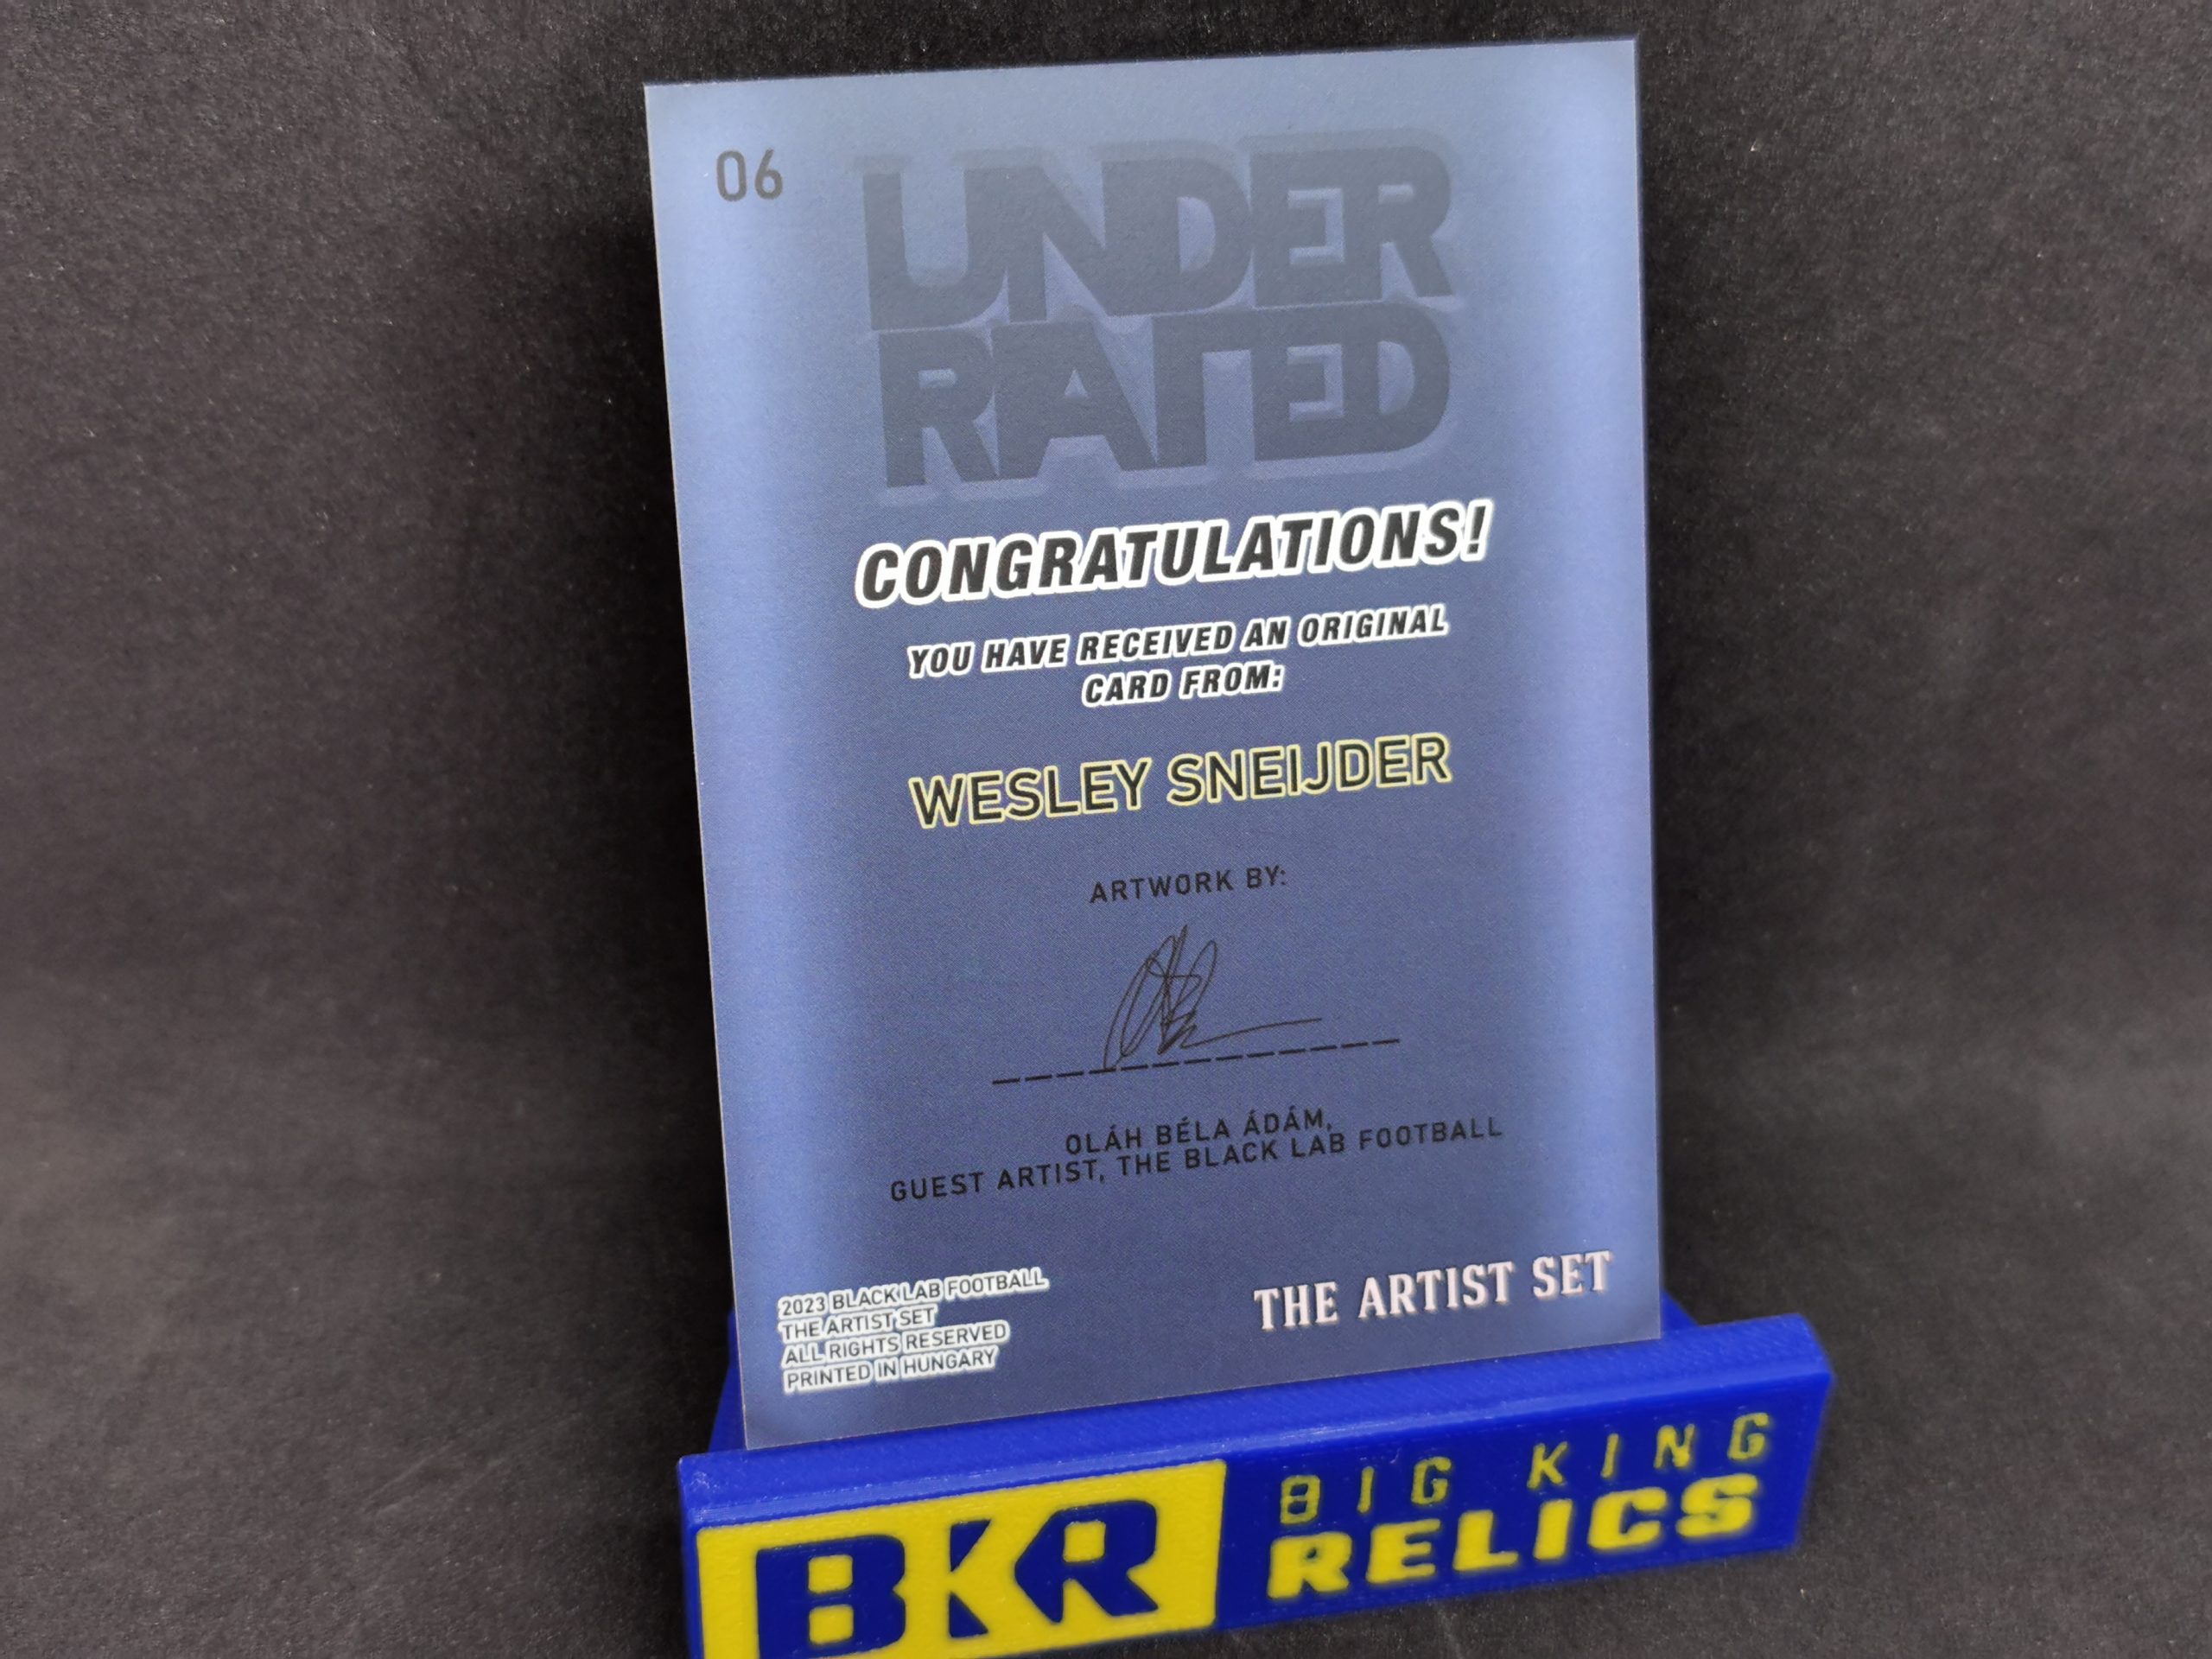 06
UNDER
RATED
CONGRATULATIONS!
YOU HAVE RECEIVED AN ORIGINAL
CARD FROM:
WESLEY SNEIJDER
ARTWORK BY:
OLÁH BÉLA ÁDÁM,
GUEST ARTIST, THE BLACK LAB FOOTBALL
2023 BLACK LAB FOOTBALL
THE ARTIST SET
ALL RIGHTS RESERVED
PRINTED IN HUNGARY
THE ARTIST SET
BKR
BIG KING
RELICS